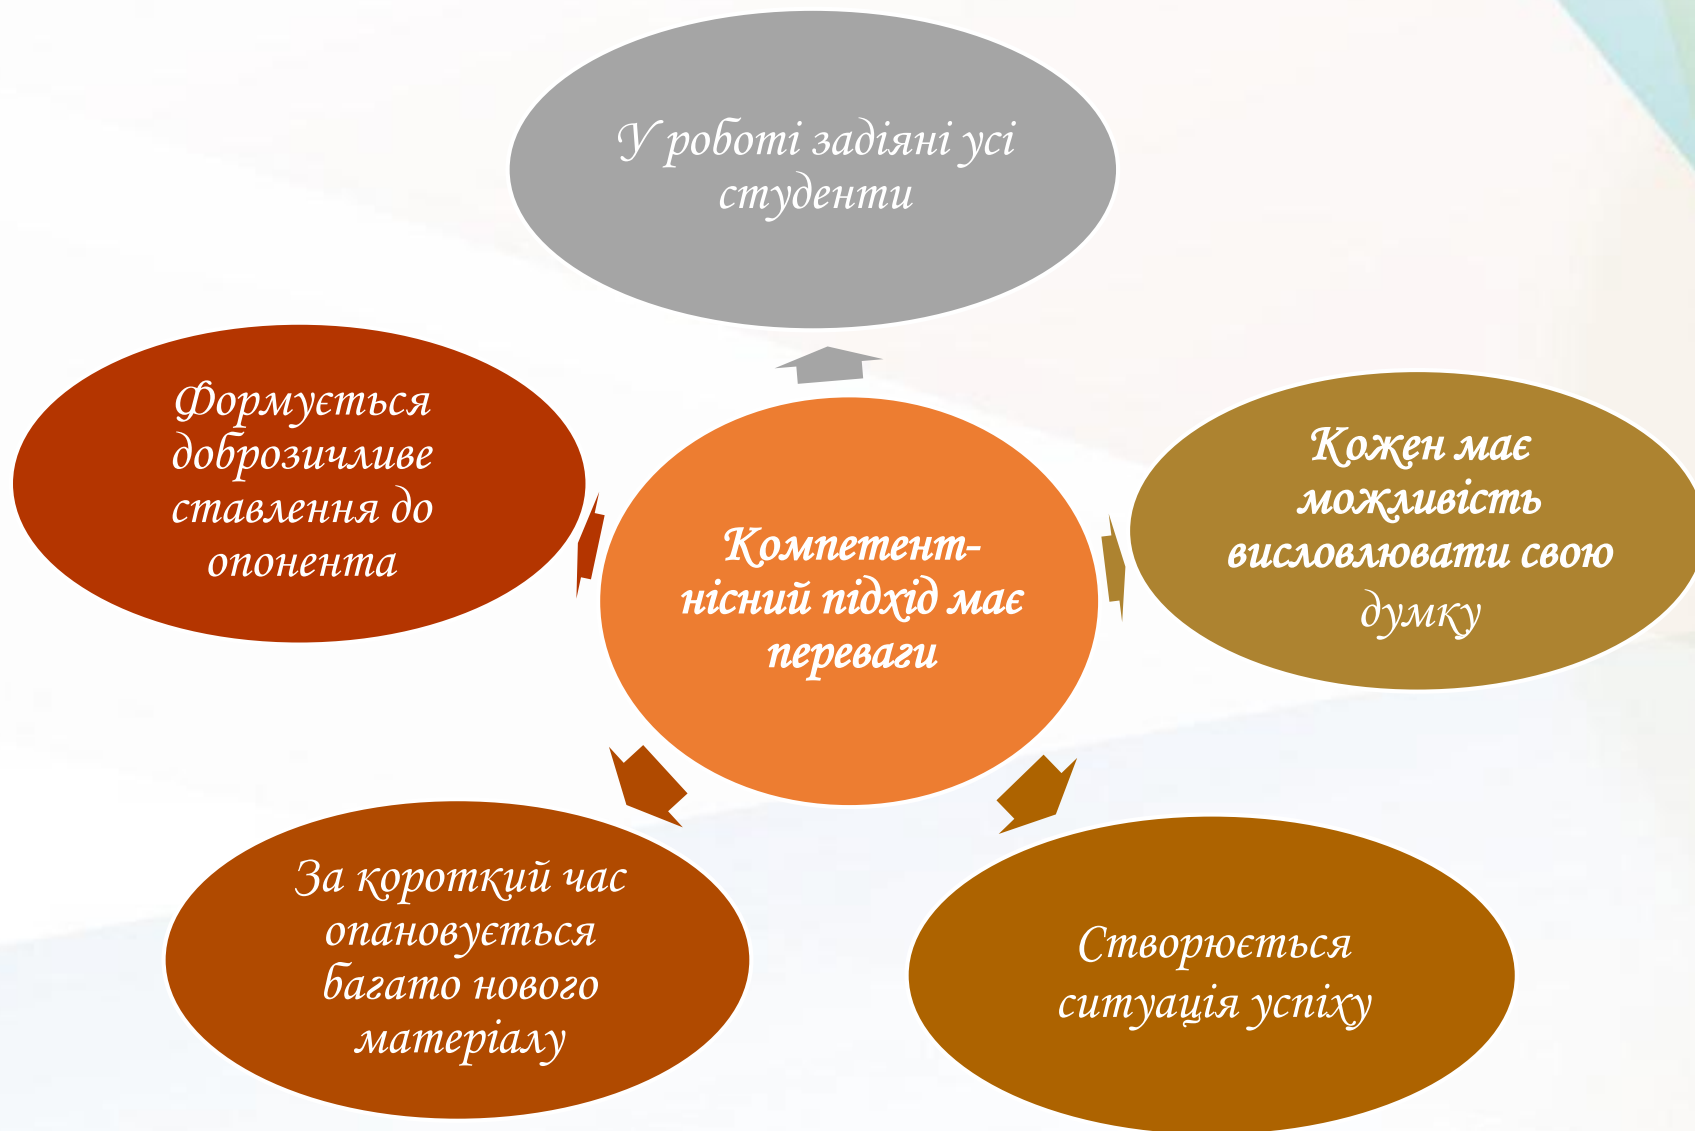 У роботі задіяні усі
студенти
Формується
доброзичливе
ставлення до
опонента
Кожен має
можливість
висловлювати свою
думку
Компетент-
нісний підхід має
переваги
За короткий час
опановується
багато нового
матеріалу
Створюється
ситуація успіху